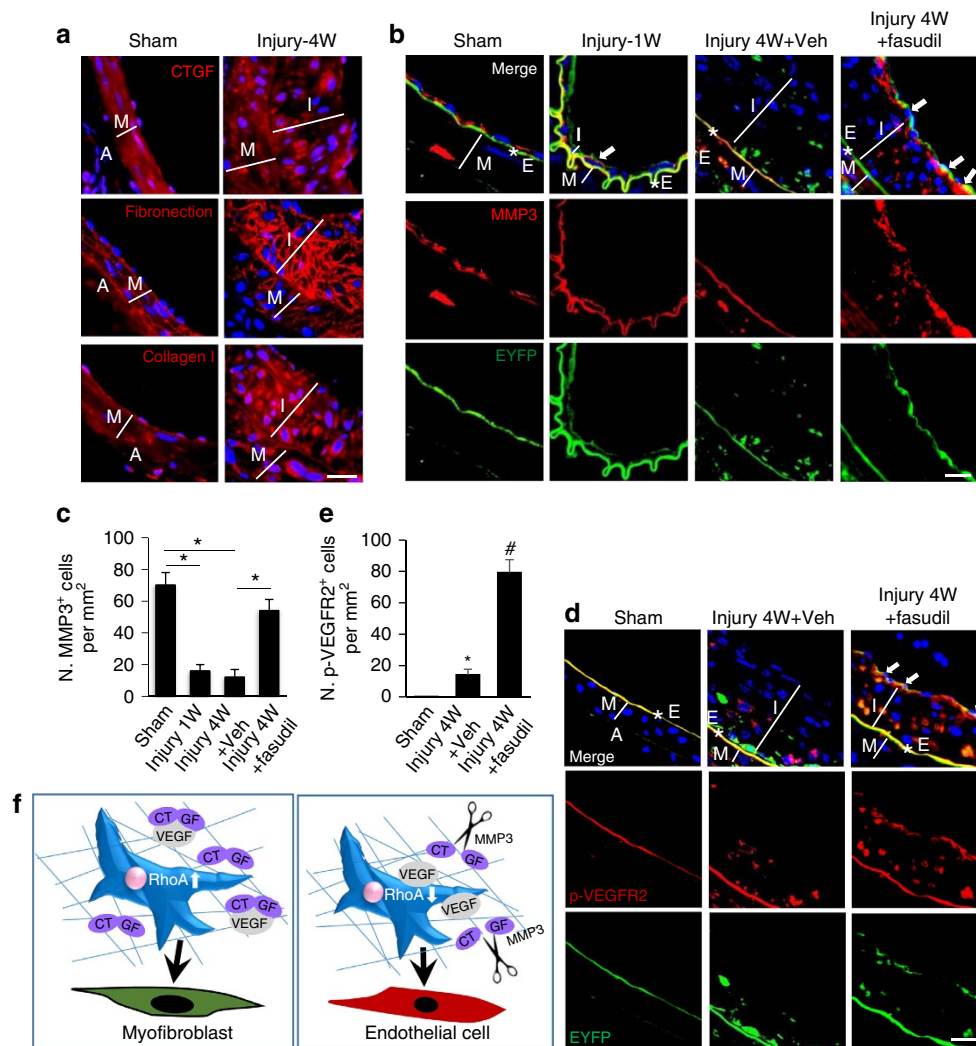 a
Sham
Injury-4W
CTGF
M
A
I
M
Fibronection
M
A
I
M
Collagen I
M
A
I
M
b
Sham
Injury-1W
Injury 4W+Veh
Injury 4W
+fasudil
Merge
M
*
E
I
M
*E
I
*
E
M
E
*
I
M
MMP3
EYFP
c
N. MMP3+ cells
per mm2
100
80
60
40
20
0
*
*
*
Sham
Injury 1W
Injury 4W
+Veh
Injury 4W
+fasudil
e
N. p-VEGFR2+ cells
per mm2
100
80
60
40
20
0
*
#
Sham
Injury 4W
+Veh
Injury 4W
+fasudil
d
Sham
Injury 4W+Veh
Injury 4W
+fasudil
M
*
E
A
Merge
E
*
M
I
I
M
*
E
p-VEGFR2
EYFP
f
CT GF
VEGF
CT GF
RhoA
CT GF
VEGF
CT GF
Myofibroblast
MMP3
CT GF
VEGF
RhoA
VEGF
CT GF
MMP3
Endothelial cell